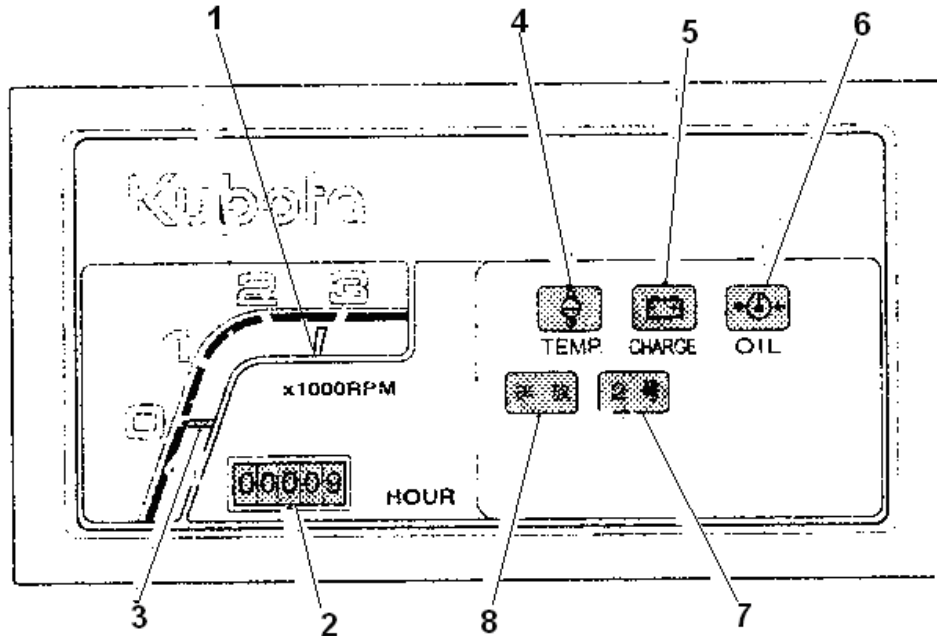 1 4 5 6
Kubota
2 3
1
0
TEMP. CHARGE OIL
x1000RPM
00009 HOUR
3 2 8 7